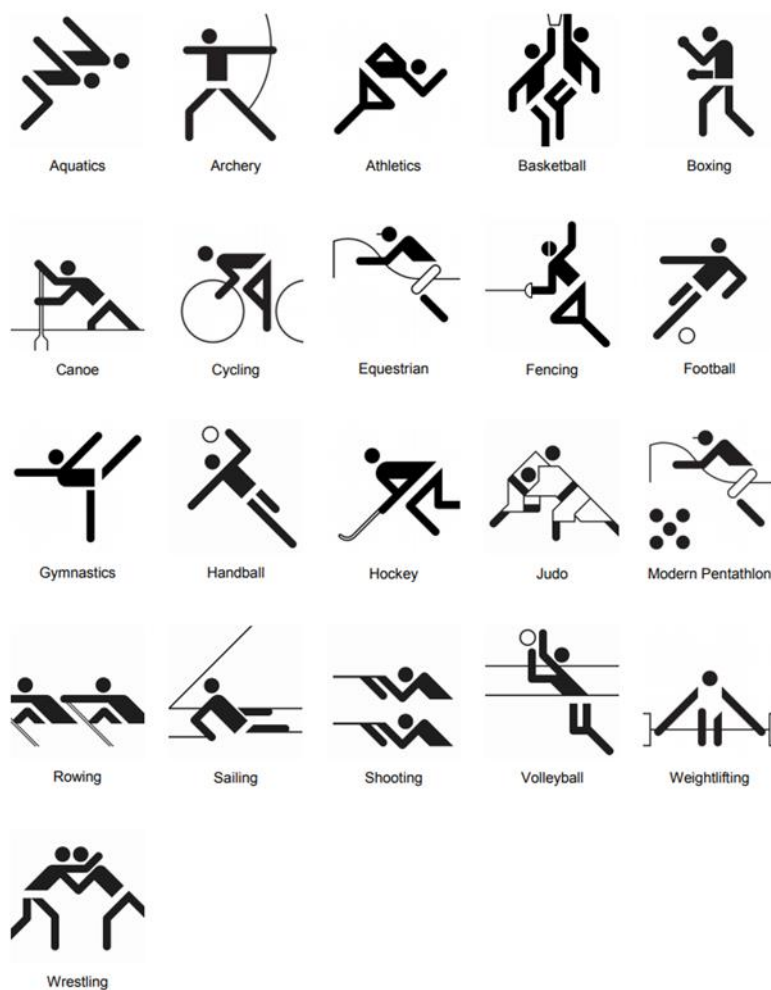 Aquatics
Archery
Athletics
Basketball
Boxing
Canoe
Cycling
Equestrian
Fencing
Football
Gymnastics
Handball
Hockey
Judo
Modern Pentathlon
Rowing
Sailing
Shooting
Volleyball
Weightlifting
Wrestling